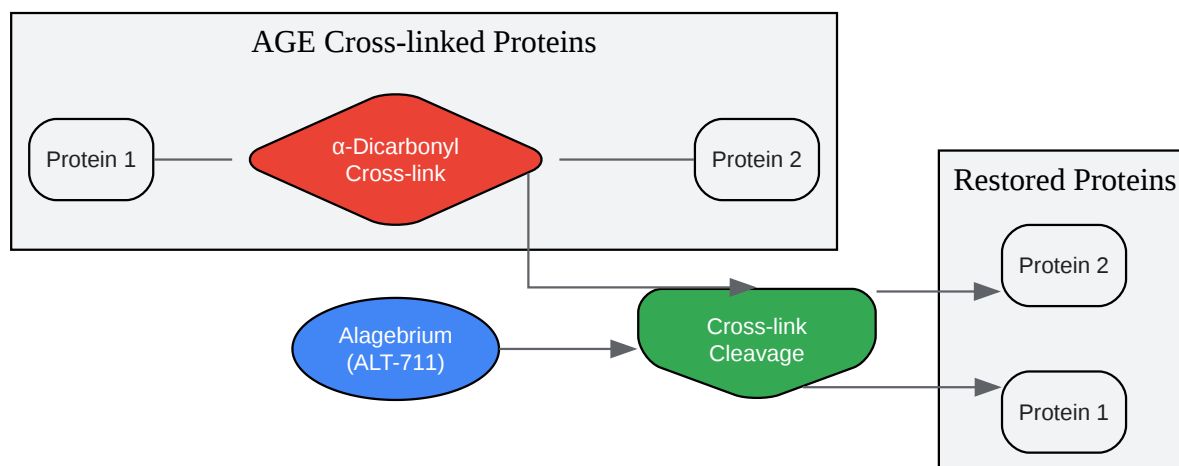 AGE Cross-linked Proteins
Protein 1
α-Dicarbonyl
Cross-link
Protein 2
Restored Proteins
Protein 2
Alagebrium
(ALT-711)
Cross-link
Cleavage
Protein 1